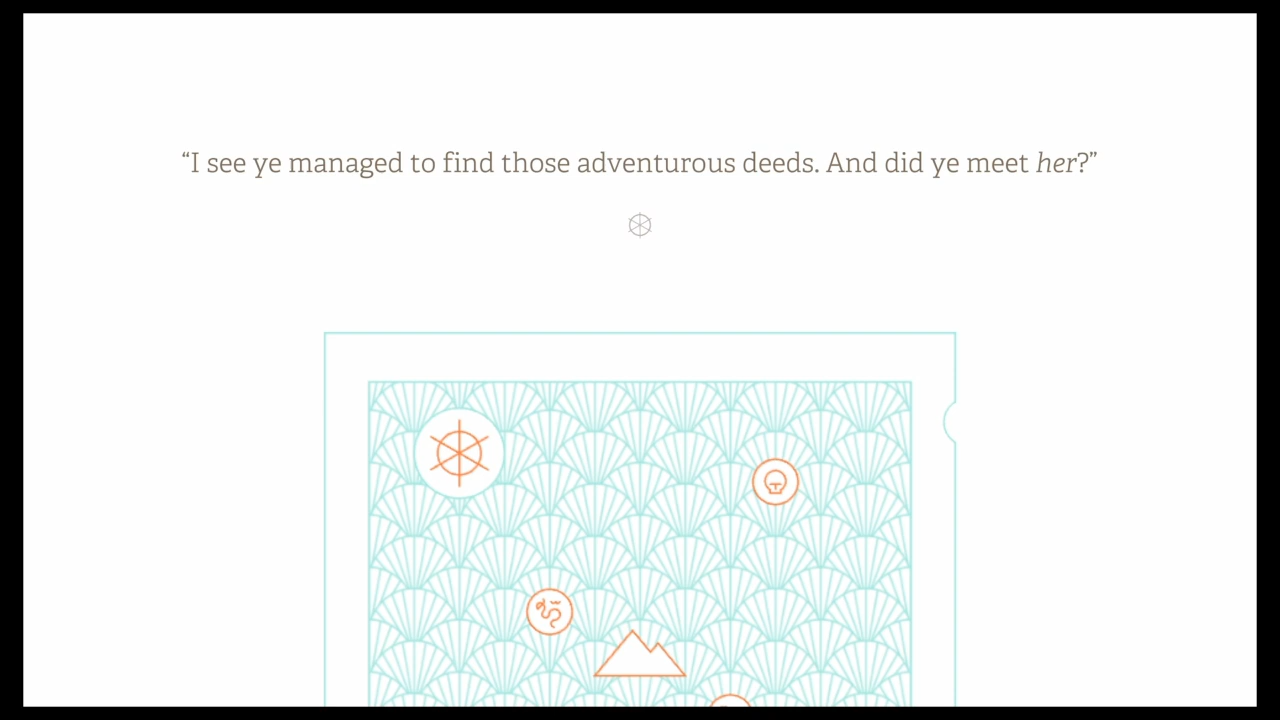 “I see ye managed to find those adventurous deeds. And did ye meet her?”